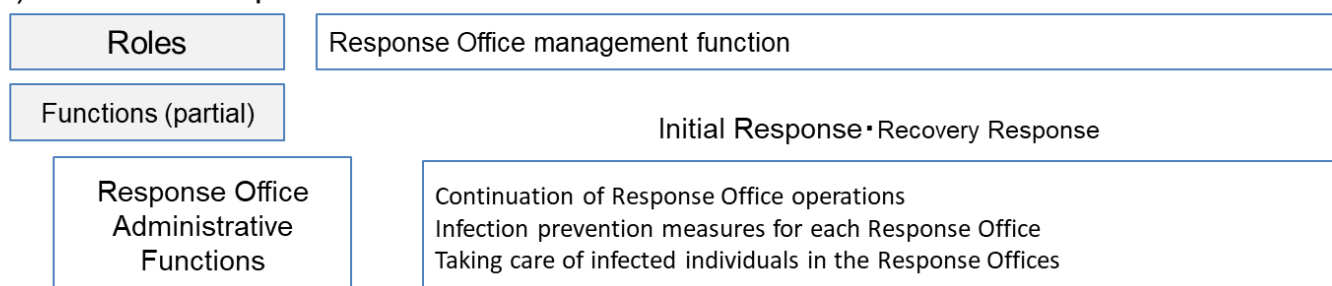 )
Roles
Response Office management function
Functions (partial)
Initial Response・Recovery Response
Response Office
Administrative
Functions
Continuation of Response Office operations
Infection prevention measures for each Response Office
Taking care of infected individuals in the Response Offices